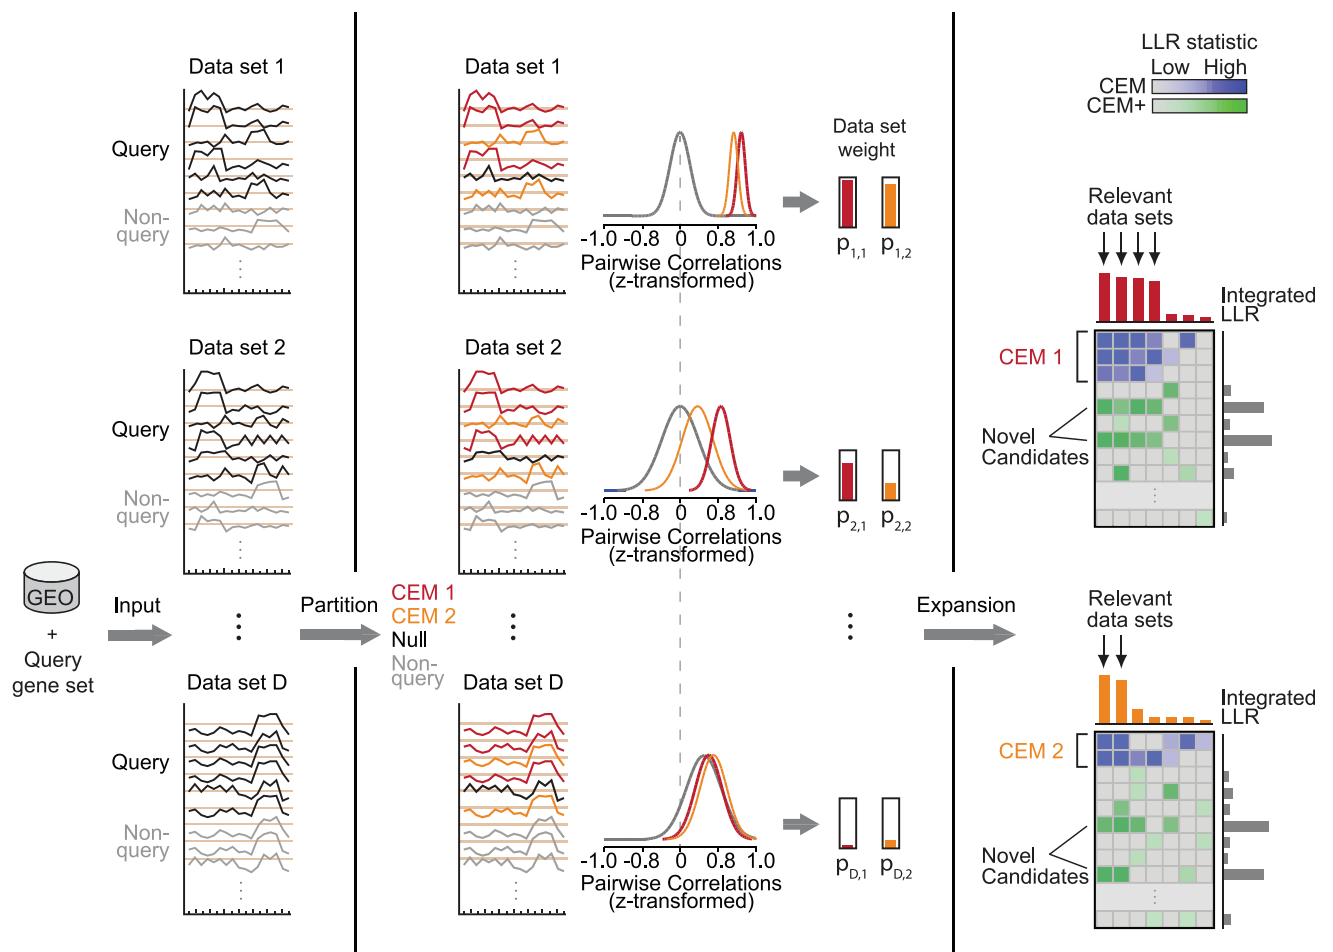 GEO
+
Query
gene set
Input
Data set 1
Query
Non-
query
Data set 2
Query
Non-
query
Data set D
Query
Non-
query
Partition
CEM 1
CEM 2
Null
Non-
query
Data set 1
-1.0 -0.8 0 0.8 1.0
Pairwise Correlations
(z-transformed)
Data set
weight
p1,1 p1,2
Data set 2
-1.0 -0.8 0 0.8 1.0
Pairwise Correlations
(z-transformed)
p2,1 p2,2
Data set D
-1.0 -0.8 0 0.8 1.0
Pairwise Correlations
(z-transformed)
pD,1 pD,2
Expansion
LLR statistic
Low High
CEM
CEM+
Relevant
data sets
Integrated
LLR
CEM 1
Novel
Candidates
Relevant
data sets
Integrated
LLR
CEM 2
Novel
Candidates